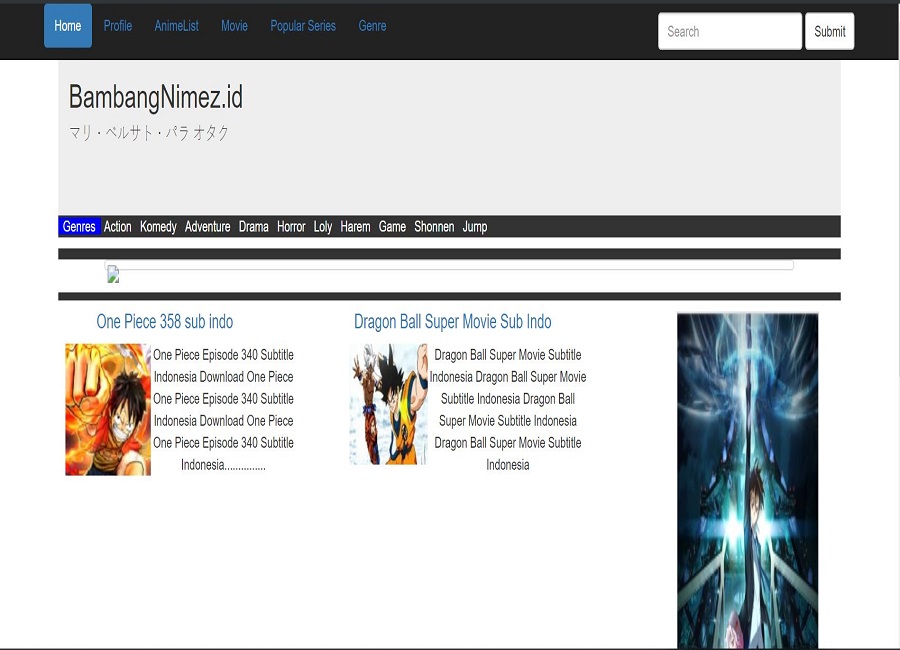 Home Profile AnimeList Movie Popular Series Genre Search Submit
BambangNimez.id
マリ・ベルサト・パラ オタク
Genres Action Komedy Adventure Drama Horror Loly Harem Game Shonnen Jump
One Piece 358 sub indo
One Piece Episode 340 Subtitle
Indonesia Download One Piece
One Piece Episode 340 Subtitle
Indonesia Download One Piece
One Piece Episode 340 Subtitle
Indonesia...............
Dragon Ball Super Movie Sub Indo
Dragon Ball Super Movie Subtitle
Indonesia Dragon Ball Super Movie
Subtitle Indonesia Dragon Ball
Super Movie Subtitle Indonesia
Dragon Ball Super Movie Subtitle
Indonesia